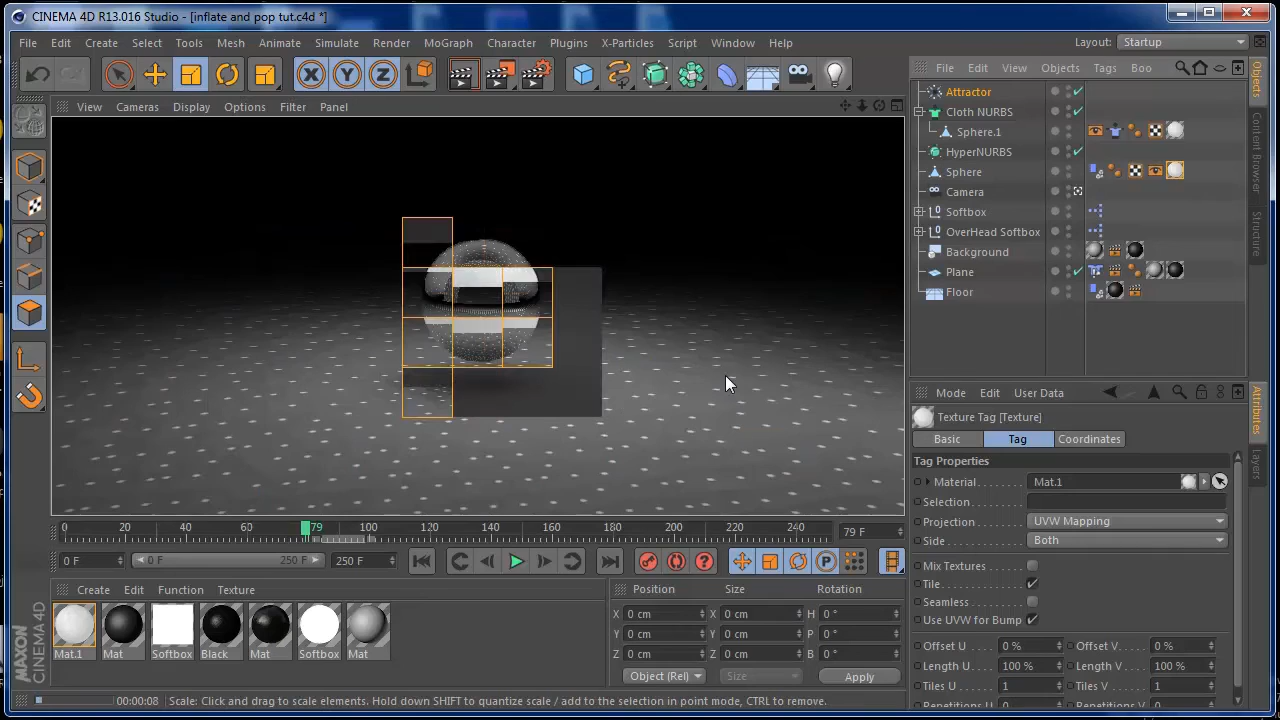 CINEMA 4D R13.016 Studio - [inflate and pop tut.c4d *]
File Edit Create Select Tools Mesh Animate Simulate Render MoGraph Character Plugins X-Particles Script Window Help
Layout: Startup
X Y Z
File Edit View Objects Tags Boo
View Cameras Display Options Filter Panel
Attractor
Cloth NURBS
Sphere.1
HyperNURBS
Sphere
Camera
Softbox
OverHead Softbox
Background
Plane
Floor
Objects
Content Browser
Structure
Mode Edit User Data
Texture Tag [Texture]
Basic Tag Coordinates
Tag Properties
Material Mat.1
Selection
Projection UVW Mapping
Side Both
Mix Textures
Tile
Seamless
Use UVW for Bump
Offset U 0 % Offset V 0 %
Length U 100 % Length V 100 %
Tiles U 1 Tiles V 1
Repetitions U 0 Repetitions V 0
Attributes
Layers
0 20 40 60 79 100 120 140 160 180 200 220 240
79 F
0 F 0 F 250 F 250 F
P
Create Edit Function Texture
Mat.1 Mat Softbox Black Mat Softbox Mat
MAXON CINEMA 4D
Position Size Rotation
X 0 cm X 0 cm H 0 °
Y 0 cm Y 0 cm P 0 °
Z 0 cm Z 0 cm B 0 °
Object (Rel) Size Apply
00:00:08 Scale: Click and drag to scale elements. Hold down SHIFT to quantize scale / add to the selection in point mode, CTRL to remove.